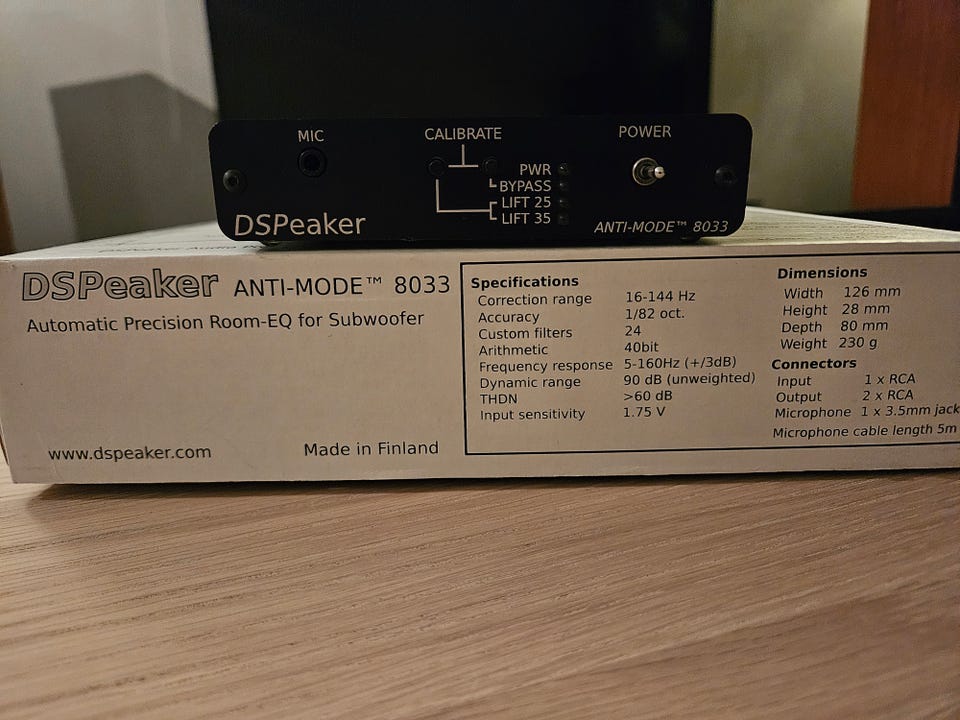 MIC
CALIBRATE
POWER
PWR
BYPASS
LIFT 25
LIFT 35
DSPeaker
ANTI-MODE™ 8033
DSPeaker ANTI-MODE™ 8033
Automatic Precision Room-EQ for Subwoofer
www.dspeaker.com
Made in Finland
Specifications
Correction range 16-144 Hz
Accuracy 1/82 oct.
Custom filters 24
Arithmetic 40bit
Frequency response 5-160Hz (+/3dB)
Dynamic range 90 dB (unweighted)
THDN >60 dB
Input sensitivity 1.75 V
Dimensions
Width 126 mm
Height 28 mm
Depth 80 mm
Weight 230 g
Connectors
Input 1 x RCA
Output 2 x RCA
Microphone 1 x 3.5mm jack
Microphone cable length 5m